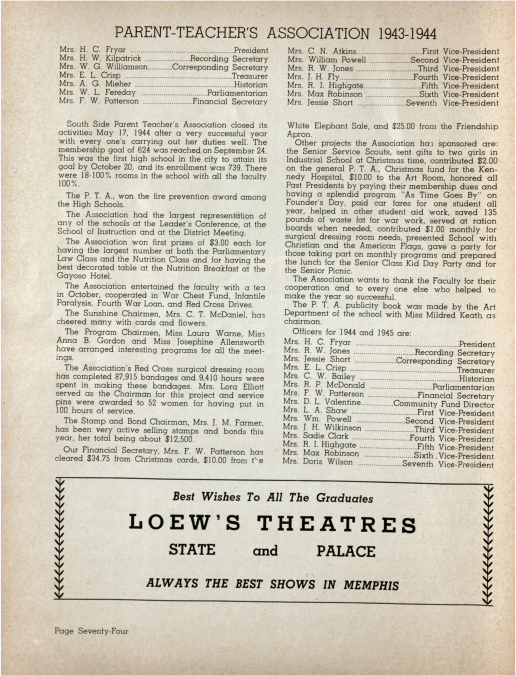 PARENT-TEACHER'S ASSOCIATION 1943-1944
Mrs. H. C. Fryar President
Mrs. H. W. Kilpatrick Recording Secretary
Mrs. W. G. Williamson Corresponding Secretary
Mrs. E. L. Crisp Treasurer
Mrs. A. G. Mieher Historian
Mrs. W. L. Fereday Parliamentarian
Mrs. F. W. Patterson Financial Secretary
South Side Parent Teacher's Association closed its
activities May 17, 1944 after a very successful year
with every one's carrying out her duties well. The
membership goal of 624 was reached on September 24.
This was the first high school in the city to attain its
goal by October 20, and its enrollment was 739. There
were 18-100% rooms in the school with all the faculty
100%.
The P. T. A., won the fire prevention award among
the High Schools.
The Association had the largest representation of
any of the schools at the Leader's Conference, at the
School of Instruction and at the District Meeting.
The Association won first prizes of $3.00 each for
having the largest number at both the Parliamentary
Law Class and the Nutrition Class and for having the
best decorated table at the Nutrition Breakfast at the
Gayoso Hotel.
The Association entertained the faculty with a tea
in October, cooperated in War Chest Fund, Infantile
Paralysis, Fourth War Loan, and Red Cross Drives.
The Sunshine Chairmen, Mrs. C. T. McDaniel, has
cheered many with cards and flowers.
The Program Chairmen, Miss Laura Warne, Miss
Anna B. Gordon and Miss Josephine Allensworth
have arranged interesting programs for all the meet-
ings.
The Association's Red Cross surgical dressing room
has completed 87,915 bandages and 9,410 hours were
spent in making these bandages. Mrs. Lora Elliott
served as the Chairman for this project and service
pins were awarded to 52 women for having put in
100 hours of service.
The Stamp and Bond Chairman, Mrs. J. M. Farmer,
has been very active selling stamps and bonds this
year, her total being about $12,500.
Our Financial Secretary, Mrs. F. W. Patterson has
cleared $34.75 from Christmas cards, $10.00 from the
Mrs. C. N. Atkins First Vice-President
Mrs. William Powell Second Vice-President
Mrs. R. W. Jones Third Vice-President
Mrs. J. H. Fly Fourth Vice-President
Mrs. R. I. Highgate Fifth Vice-President
Mrs. Max Robinson Sixth Vice-President
Mrs. Jessie Short Seventh Vice-President
White Elephant Sale, and $25.00 from the Friendship
Apron.
Other projects the Association has sponsored are:
the Senior Service Scouts, sent gifts to two girls in
Industrial School at Christmas time, contributed $2.00
on the general P. T. A., Christmas fund for the Ken-
nedy Hospital, $10.00 to the Art Room, honored all
Past Presidents by paying their membership dues and
having a splendid program "As Time Goes By" on
Founder's Day, paid car fares for one student all
year, helped in other student aid work, saved 135
pounds of waste fat for war work, served at ration
boards when needed, contributed $1.00 monthly for
surgical dressing room needs, presented School with
Christian and the American Flags, gave a party for
those taking part on monthly programs and prepared
the lunch for the Senior Class Kid Day Party and for
the Senior Picnic.
The Association wants to thank the Faculty for their
cooperation and to every one else who helped to
make the year so successful.
The P. T. A. publicity book was made by the Art
Department of the school with Miss Mildred Keath as
chairman.
Officers for 1944 and 1945 are:
Mrs. H. C. Fryar President
Mrs. R. W. Jones Recording Secretary
Mrs. Jessie Short Corresponding Secretary
Mrs. E. L. Crisp Treasurer
Mrs. C. W. Bailey Historian
Mrs. R. P. McDonald Parliamentarian
Mrs. F. W. Patterson Financial Secretary
Mrs. D. L. Valentine Community Fund Director
Mrs. L. A. Shaw First Vice-President
Mrs. Wm. Powell Second Vice-President
Mrs. J. H. Wilkinson Third Vice-President
Mrs. Sadie Clark Fourth Vice-President
Mrs. R. I. Highgate Fifth Vice-President
Mrs. Max Robinson Sixth Vice-President
Mrs. Doris Wilson Seventh Vice-President
Best Wishes To All The Graduates
LOEW'S THEATRES
STATE and PALACE
ALWAYS THE BEST SHOWS IN MEMPHIS
Page Seventy-Four